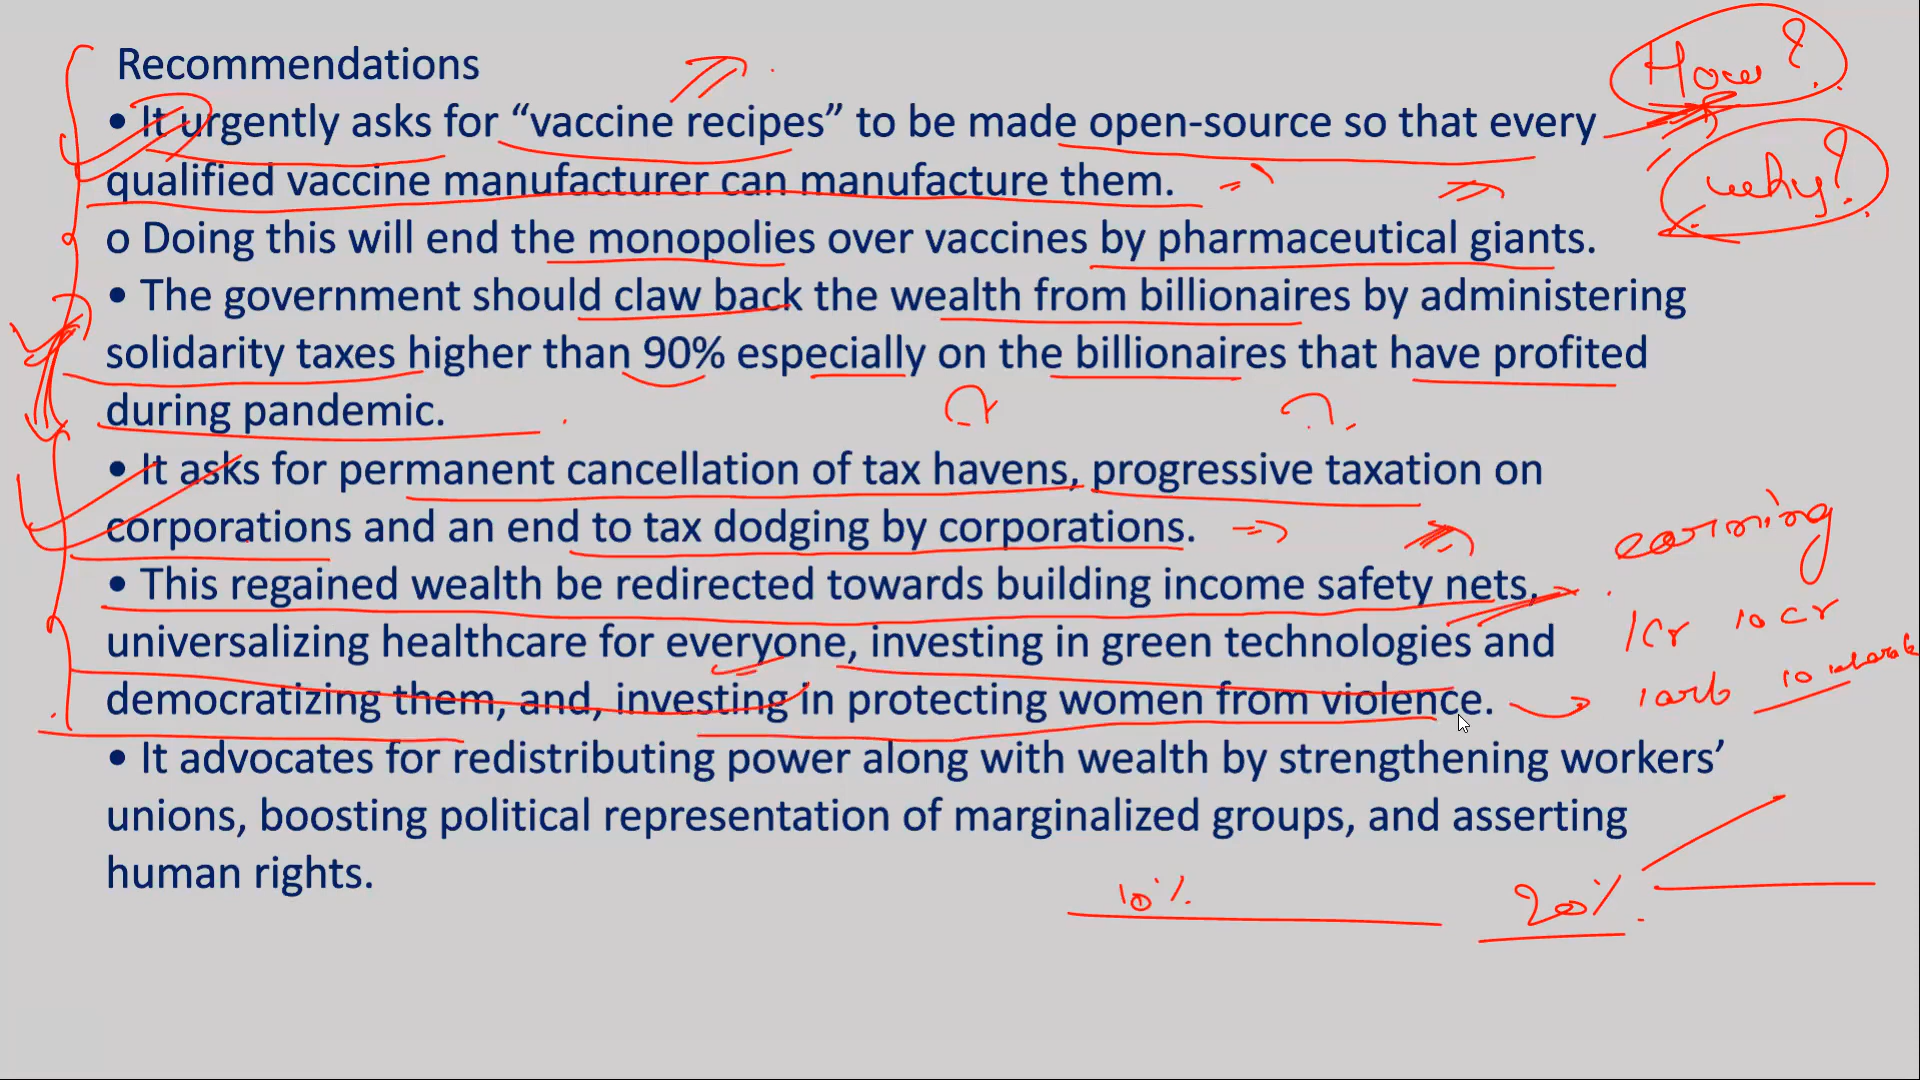 Recommendations
How?
• It urgently asks for “vaccine recipes” to be made open-source so that every
qualified vaccine manufacturer can manufacture them.
why?
o Doing this will end the monopolies over vaccines by pharmaceutical giants.
• The government should claw back the wealth from billionaires by administering
solidarity taxes higher than 90% especially on the billionaires that have profited
during pandemic.
• It asks for permanent cancellation of tax havens, progressive taxation on
corporations and an end to tax dodging by corporations.
earning
• This regained wealth be redirected towards building income safety nets,
universalizing healthcare for everyone, investing in green technologies and
1Cr 10 Cr
democratizing them, and, investing in protecting women from violence.
1arb 10
• It advocates for redistributing power along with wealth by strengthening workers’
unions, boosting political representation of marginalized groups, and asserting
human rights.
10% 20%